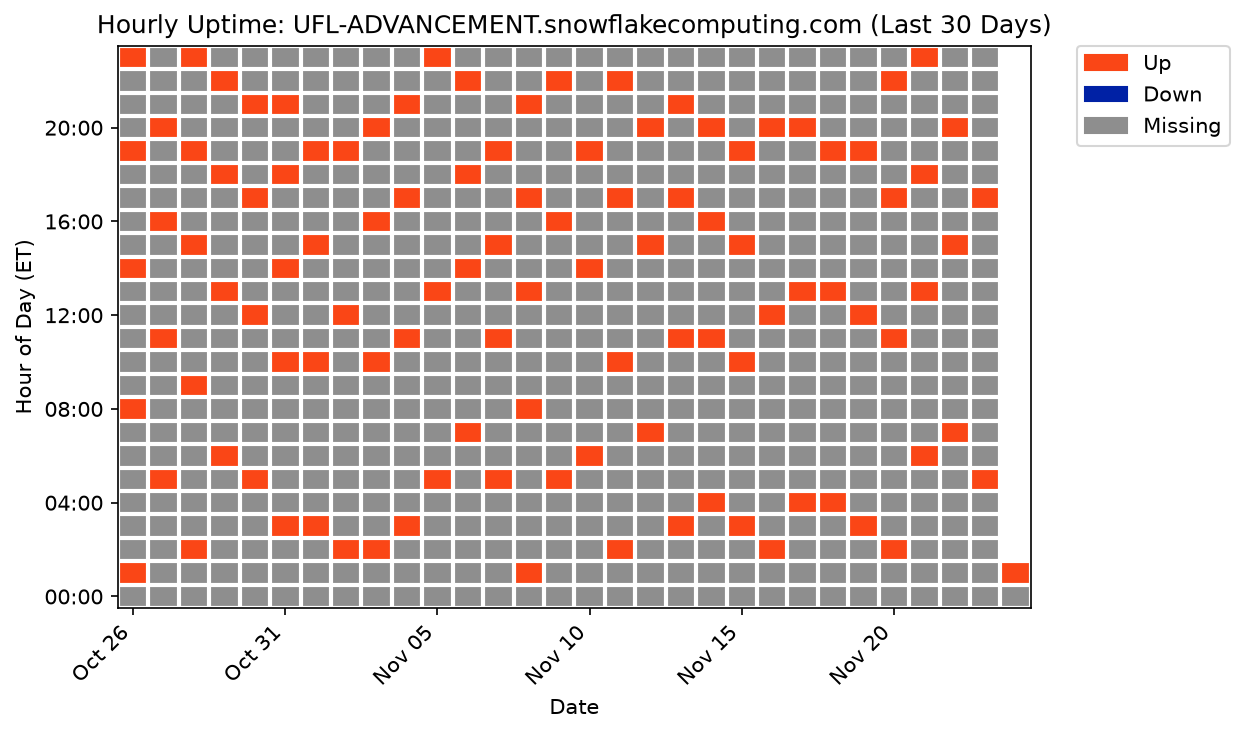 Hourly Uptime: UFL-ADVANCEMENT.snowflakecomputing.com (Last 30 Days)
Up
Down
Missing
20:00
16:00
12:00
08:00
04:00
00:00
Hour of Day (ET)
Oct 26
Oct 31
Nov 05
Nov 10
Nov 15
Nov 20
Date